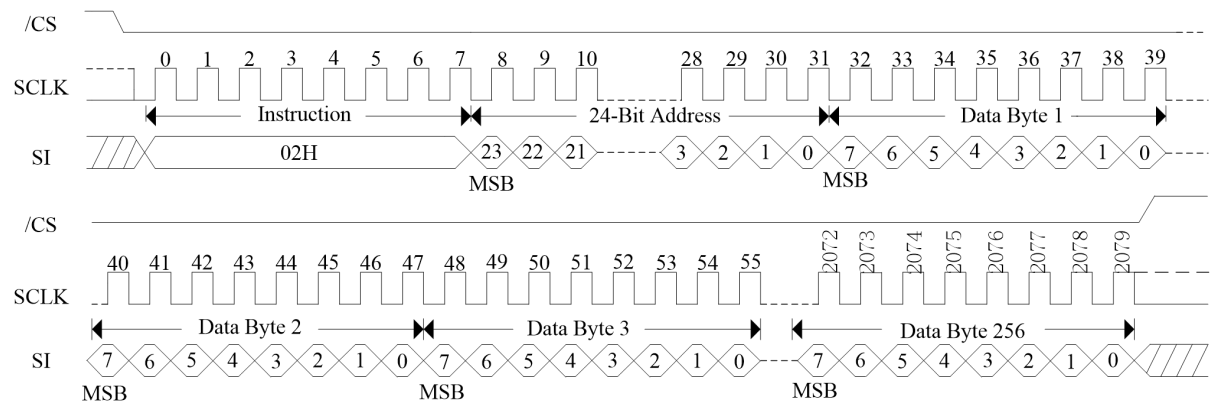 /CS
0 1 2 3 4 5 6 7 8 9 10 28 29 30 31 32 33 34 35 36 37 38 39
SCLK
Instruction 24-Bit Address Data Byte 1
SI 02H 23 22 21 3 2 1 0 7 6 5 4 3 2 1 0
MSB MSB
/CS
40 41 42 43 44 45 46 47 48 49 50 51 52 53 54 55 2072 2073 2074 2075 2076 2077 2078 2079
SCLK
Data Byte 2 Data Byte 3 Data Byte 256
SI 7 6 5 4 3 2 1 0 7 6 5 4 3 2 1 0 7 6 5 4 3 2 1 0
MSB MSB MSB